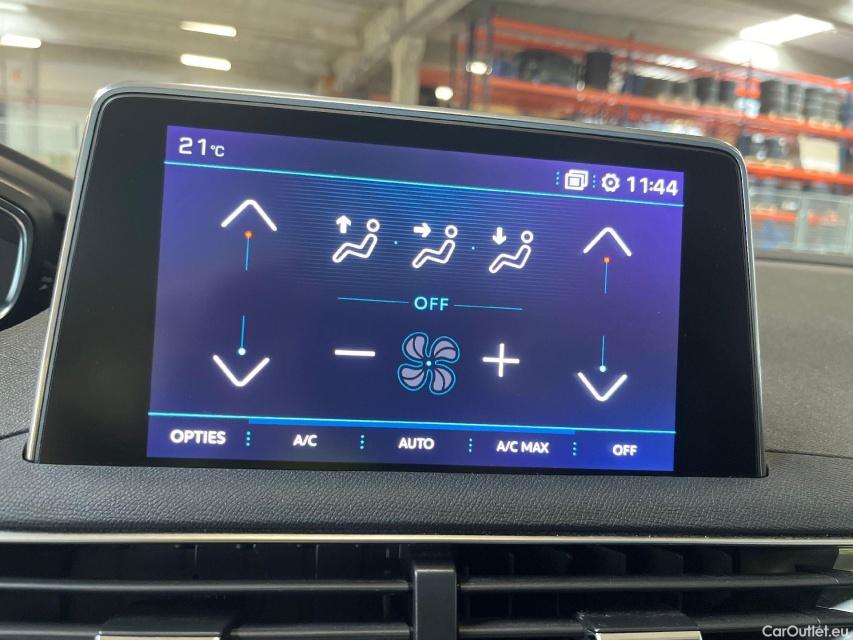 21°C
11:44
OFF
OPTIES
A/C
AUTO
A/C MAX
OFF
CarOutlet.eu